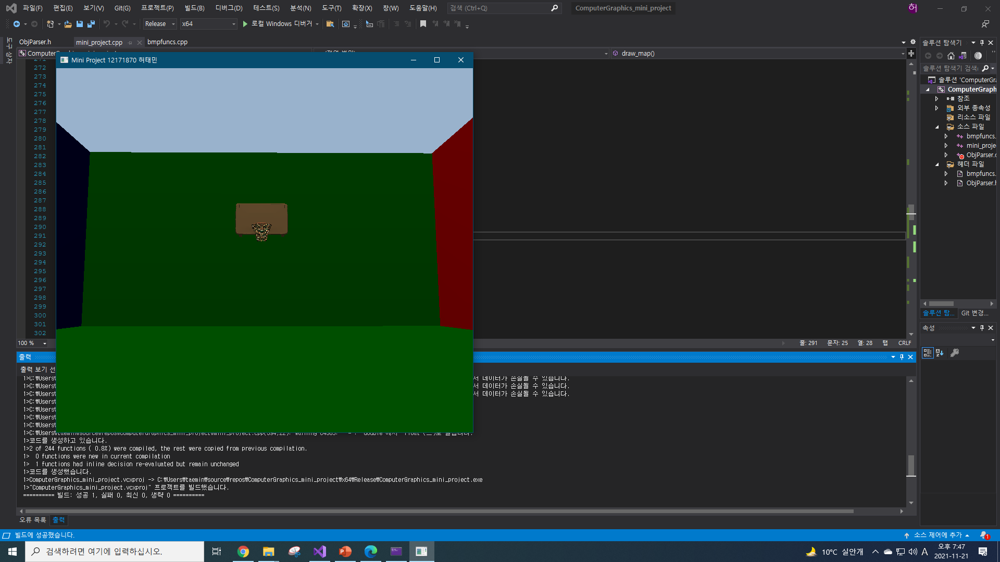 파일(F) 편집(E) 보기(V) Git(G) 프로젝트(P) 빌드(B) 디버그(D) 테스트(S) 분석(N) 도구(T) 확장(X) 창(W) 도움말(H) 검색 (Ctrl+Q) ComputerGraphics_mini_project 허
Release x64 로컬 Windows 디버거
도구 상자
ObjParser.h mini_project.cpp bmpfuncs.cpp
draw_map()
Mini Project 12171870 허태민
272
273
274
275
276
277
278
279
280
281
282
283
284
285
286
287
288
289
290
291
292
293
294
295
296
297
298
299
300
301
302
100 % 줄: 291 문자: 25 열: 28 탭 CRLF
솔루션 탐색기
솔루션 탐색기 검색(
솔루션 'ComputerGra
ComputerGraph
참조
외부 종속성
리소스 파일
소스 파일
bmpfuncs.
mini_proje
ObjParser.c
헤더 파일
bmpfuncs.
ObjParser.h
솔루션 탐... Git 변경...
속성
출력
출력 보기 선
1>C:₩Users₩ 서 데이터가 손실될 수 있습니다.
1>C:₩Users₩ 서 데이터가 손실될 수 있습니다.
1>C:₩Users₩ 서 데이터가 손실될 수 있습니다.
1>C:₩Users₩
1>C:₩Users₩
1>C:₩Users₩
1>C:₩Users₩
1>코드를 생성하고 있습니다.
1>2 of 244 functions ( 0.8%) were compiled, the rest were copied from previous compilation.
1>  0 functions were new in current compilation
1>  1 functions had inline decision re-evaluated but remain unchanged
1>코드를 생성했습니다.
1>ComputerGraphics_mini_project.vcxproj -> C:₩Users₩taemin₩source₩repos₩ComputerGraphics_mini_project₩x64₩Release₩ComputerGraphics_mini_project.exe
1>"ComputerGraphics_mini_project.vcxproj" 프로젝트를 빌드했습니다.
========== 빌드: 성공 1, 실패 0, 최신 0, 생략 0 ==========
오류 목록 출력
빌드에 성공했습니다. 소스 제어에 추가 1
검색하려면 여기에 입력하십시오. 10°C 실안개 A 오후 7:47
2021-11-21